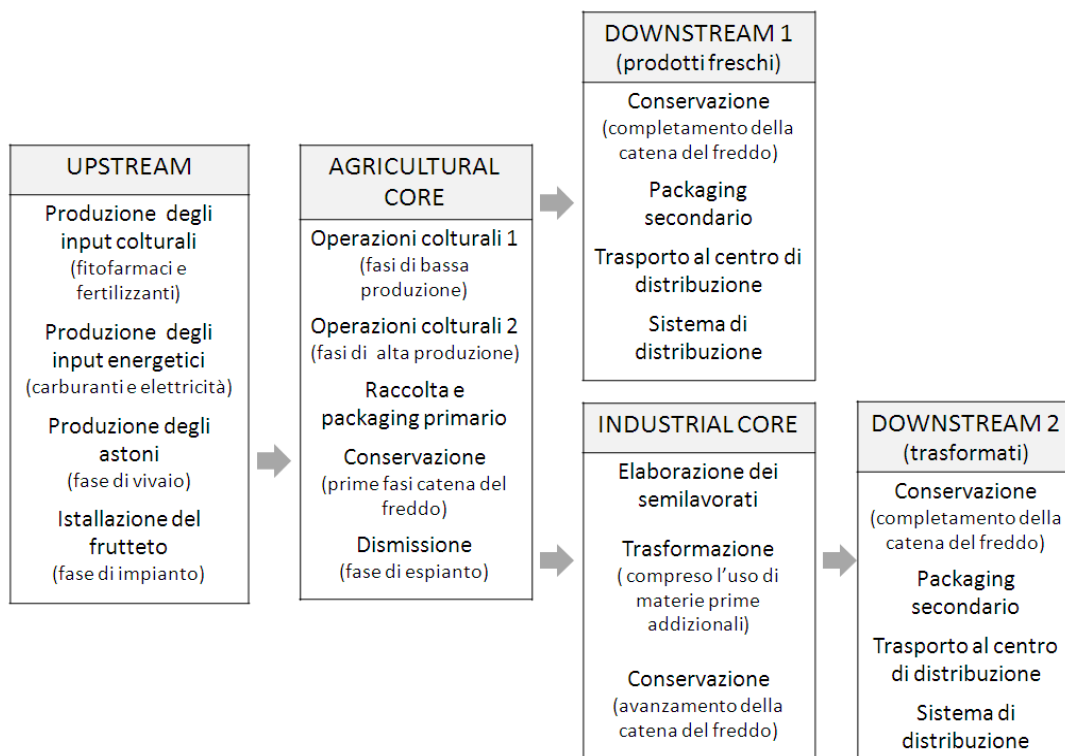 UPSTREAM
Produzione degli
input colturali
(fitofarmaci e
fertilizzanti)
Produzione degli
input energetici
(carburanti e elettricità)
Produzione degli
astoni
(fase di vivaio)
Istallazione del
frutteto
(fase di impianto)
AGRICULTURAL
CORE
Operazioni colturali 1
(fasi di bassa
produzione)
Operazioni colturali 2
(fasi di alta produzione)
Raccolta e
packaging primario
Conservazione
(prime fasi catena del
freddo)
Dismissione
(fase di espianto)
DOWNSTREAM 1
(prodotti freschi)
Conservazione
(completamento della
catena del freddo)
Packaging
secondario
Trasporto al centro di
distribuzione
Sistema di
distribuzione
INDUSTRIAL CORE
Elaborazione dei
semilavorati
Trasformazione
( compreso l'uso di
materie prime
addizionali)
Conservazione
(avanzamento della
catena del freddo)
DOWNSTREAM 2
(trasformati)
Conservazione
(completamento della
catena del freddo)
Packaging
secondario
Trasporto al centro
di distribuzione
Sistema di
distribuzione